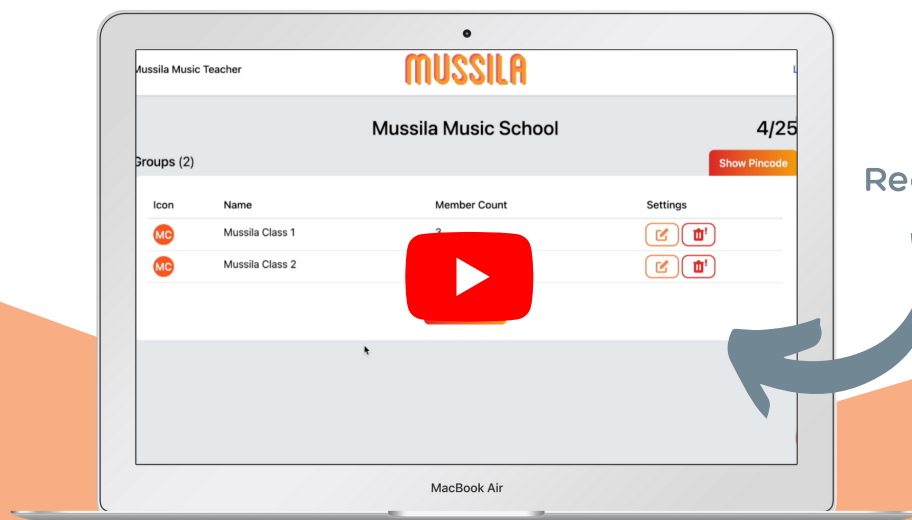 Mussila Music Teacher
MUSSILA
L
Mussila Music School
4/25
Groups (2)
Show Pincode
Icon
Name
Member Count
Settings
MC
Mussila Class 1
3
MC
Mussila Class 2
MacBook Air